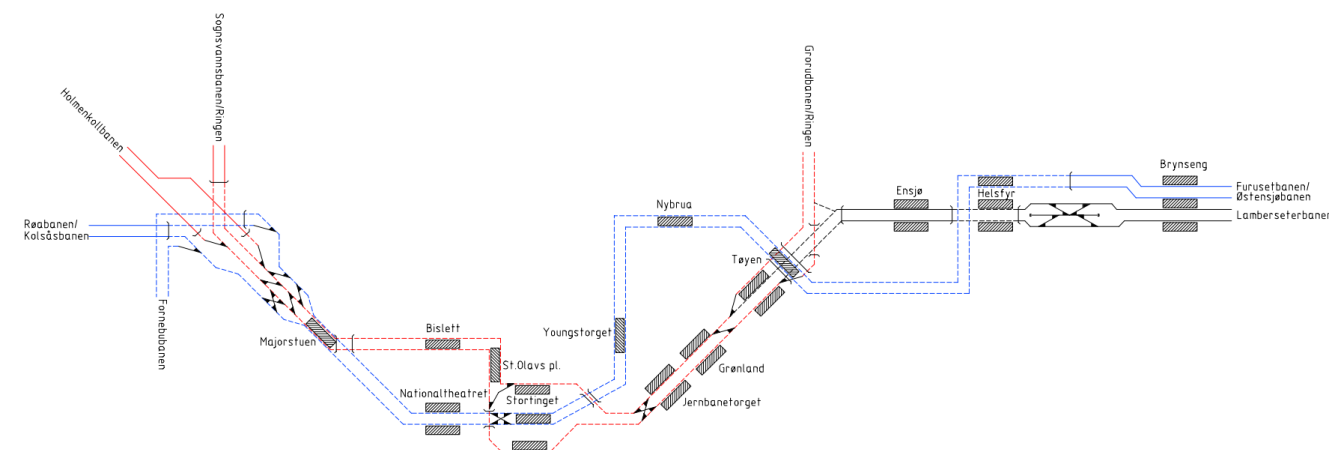 Sognsvannsbanen/Ringen
Holmenkollbanen
Røabanen/
Kolsåsbanen
Fornebubanen
Majorstuen
Bislett
St.Olavs pl.
Nationaltheatret
Stortinget
Youngstorget
Nybrua
Jernbanetorget
Grønland
Tøyen
Grorudbanen/Ringen
Ensjø
Helsfyr
Brynseng
Furusetbanen/
Østensjøbanen
Lamberseterbanen